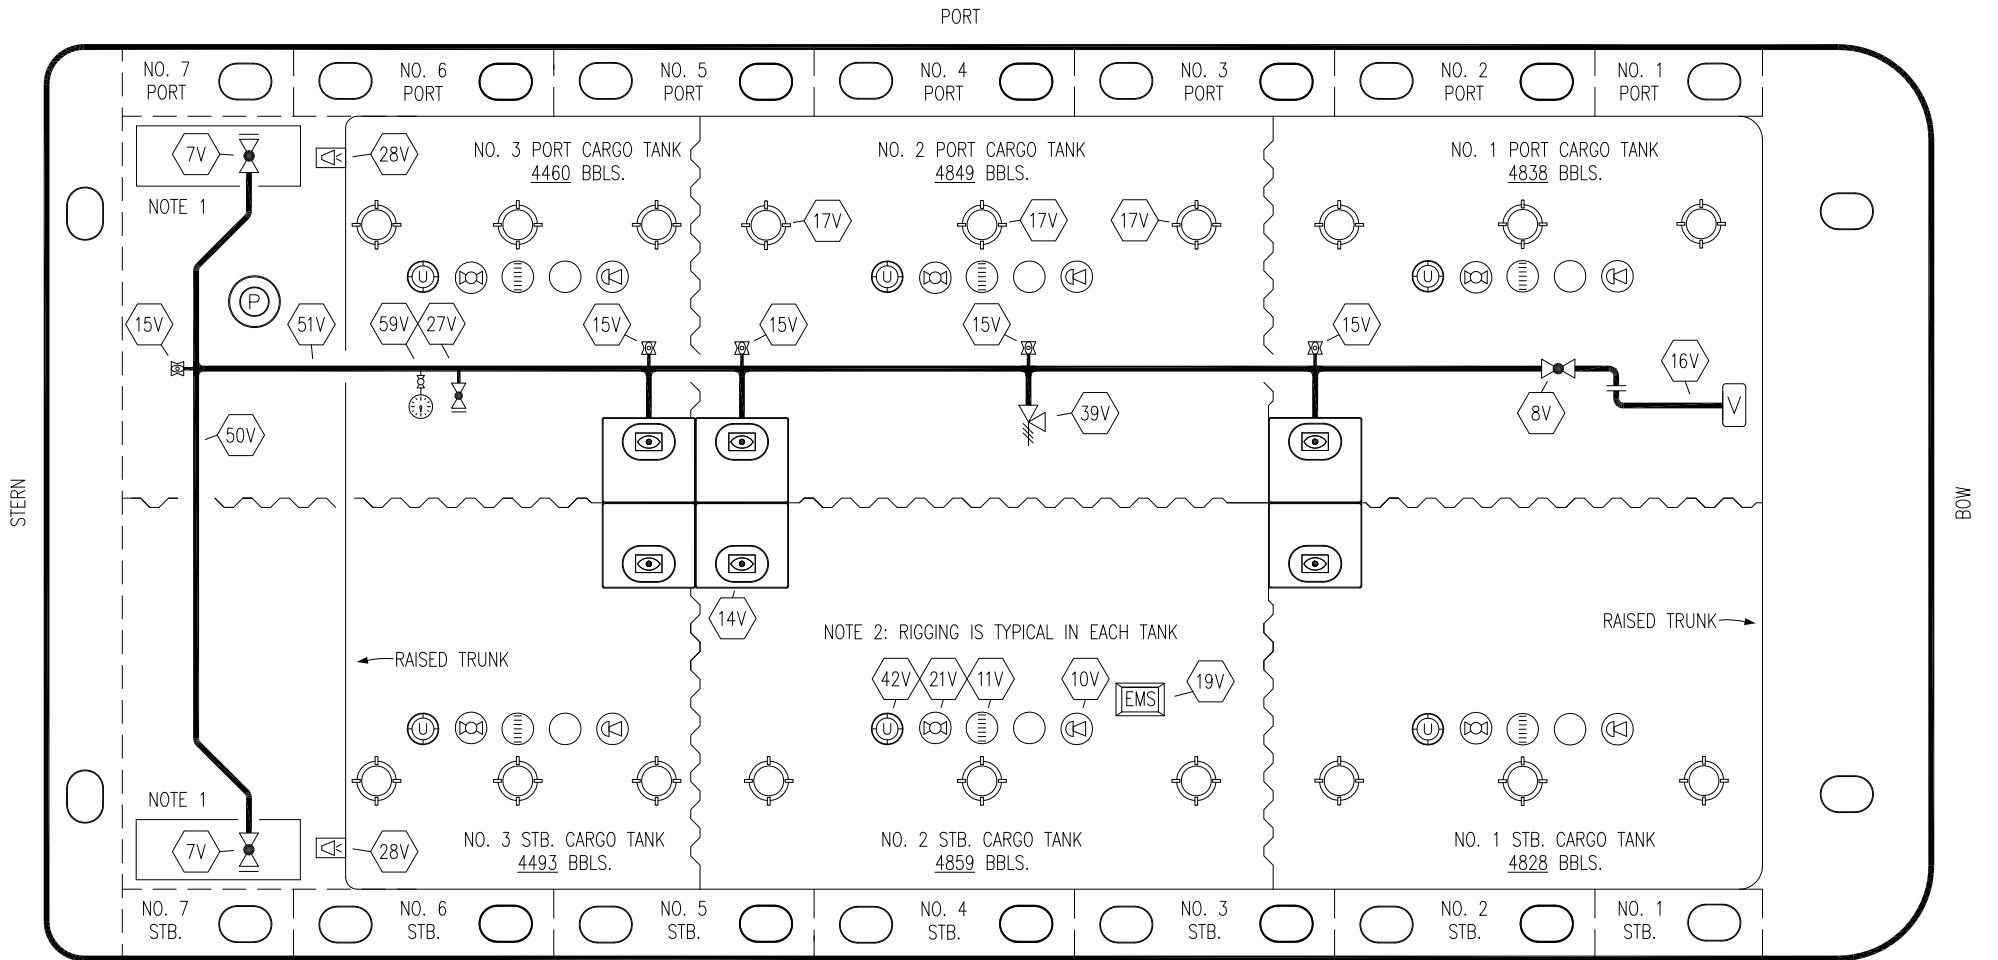 PORT
NO. 7
PORT
NO. 6
PORT
NO. 5
PORT
NO. 4
PORT
NO. 3
PORT
NO. 2
PORT
NO. 1
PORT
7V
28V
NO. 3 PORT CARGO TANK
4460 BBLS.
NO. 2 PORT CARGO TANK
4849 BBLS.
NO. 1 PORT CARGO TANK
4838 BBLS.
NOTE 1
17V
17V
17V
U
U
U
P
15V
51V
59V
27V
15V
15V
15V
15V
16V
8V
V
39V
50V
STERN
BOW
14V
NOTE 2: RIGGING IS TYPICAL IN EACH TANK
RAISED TRUNK
RAISED TRUNK
42V
21V
11V
10V
EMS
19V
U
U
U
NOTE 1
7V
28V
NO. 3 STB. CARGO TANK
4493 BBLS.
NO. 2 STB. CARGO TANK
4859 BBLS.
NO. 1 STB. CARGO TANK
4828 BBLS.
NO. 7
STB.
NO. 6
STB.
NO. 5
STB.
NO. 4
STB.
NO. 3
STB.
NO. 2
STB.
NO. 1
STB.